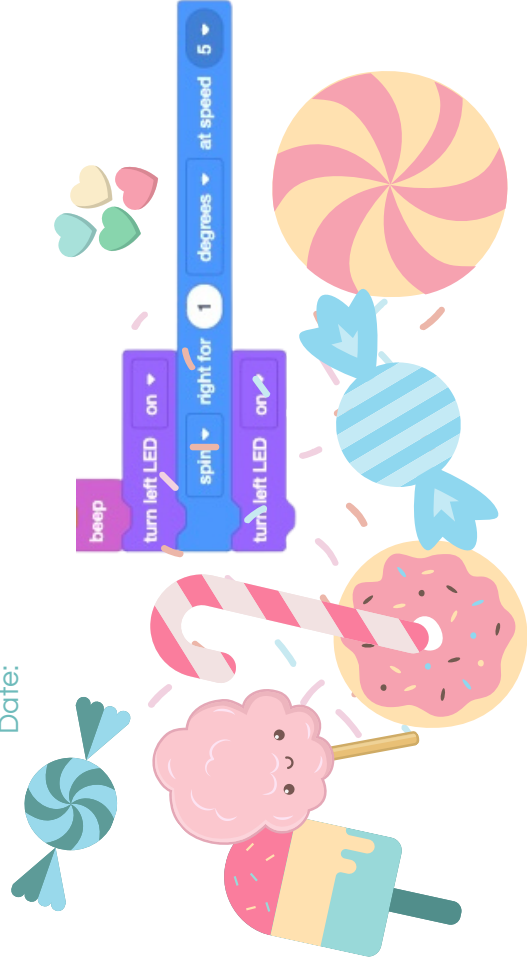 Date:
beep
turn left LED on
spin right for 1 degrees at speed 5
turn left LED on